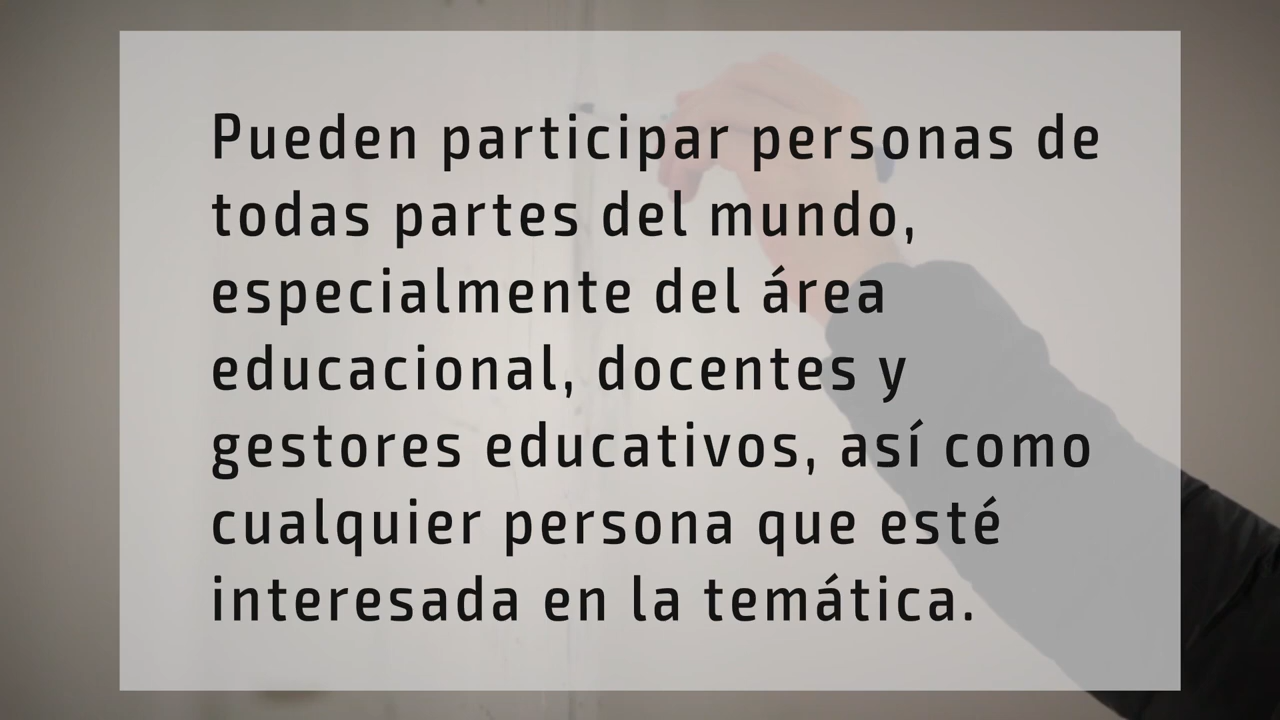 Pueden participar personas de
todas partes del mundo,
especialmente del área
educacional, docentes y
gestores educativos, así como
cualquier persona que esté
interesada en la temática.